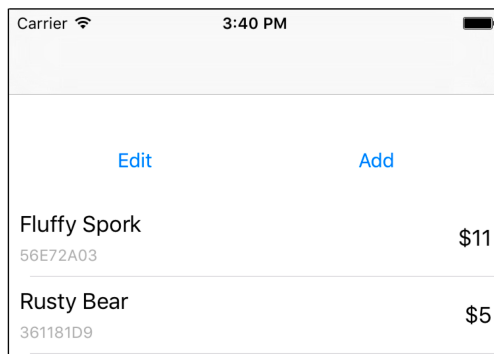 Carrier 3:40 PM
Edit Add
Fluffy Spork $11
56E72A03
Rusty Bear $5
361181D9